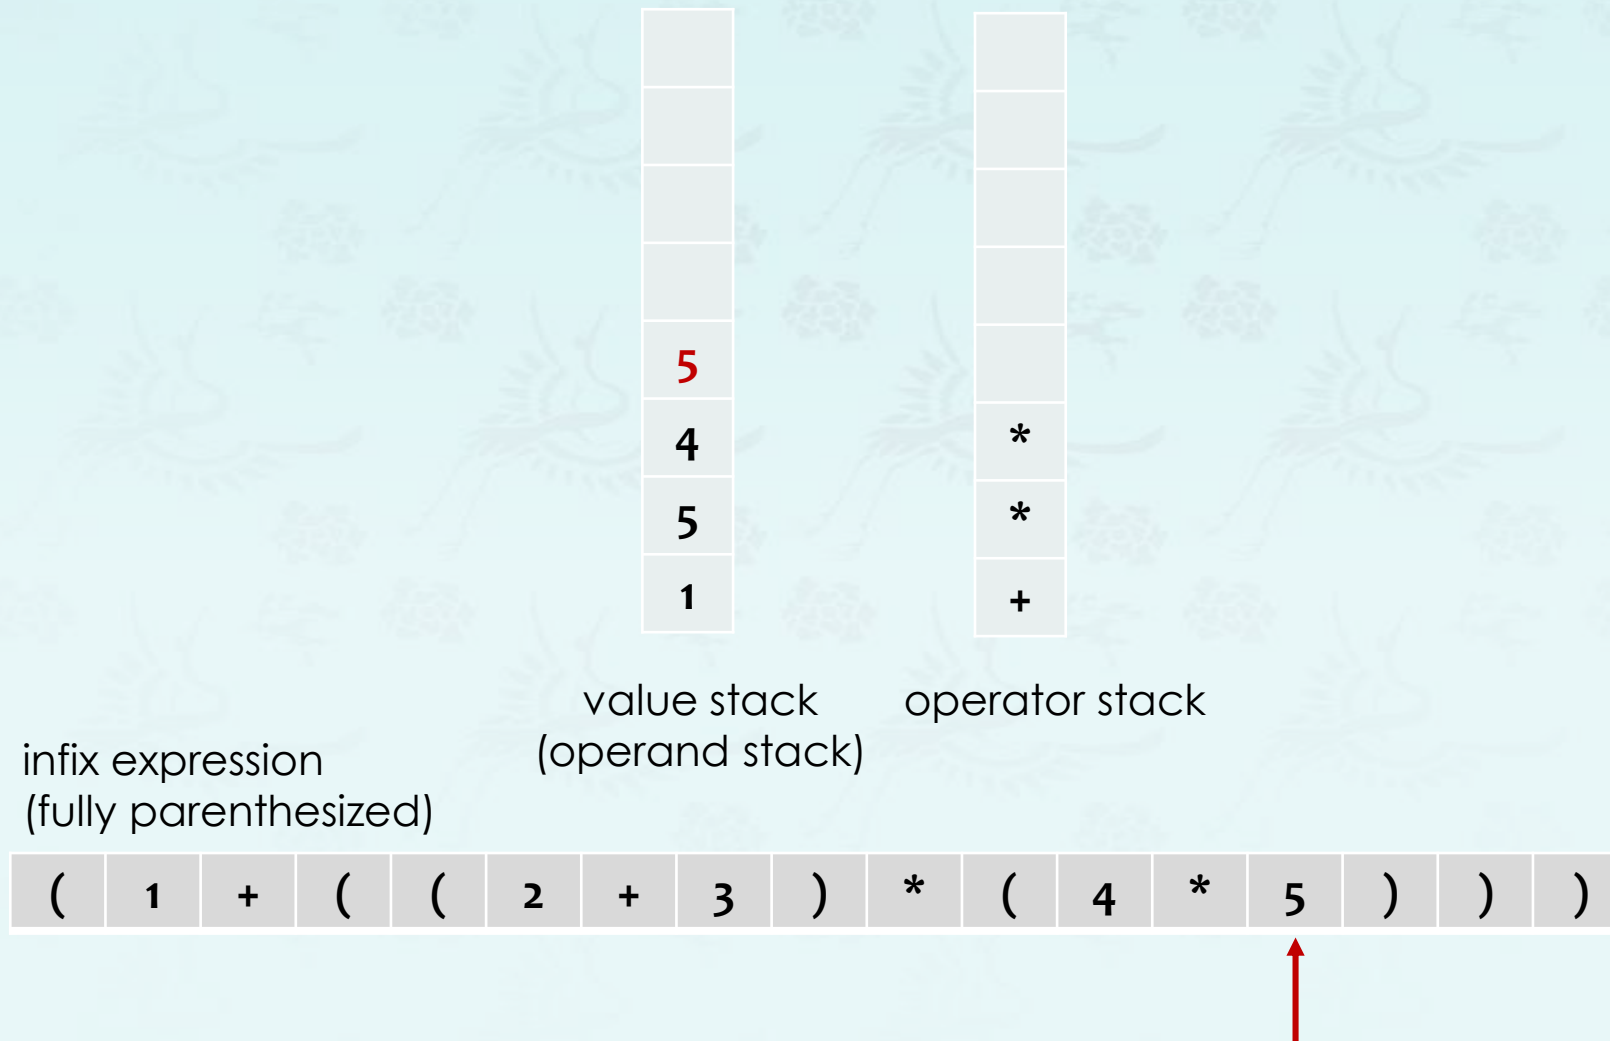 5
4 *
5 *
1 +
value stack operator stack
(operand stack)
infix expression
(fully parenthesized)
( 1 + ( ( 2 + 3 ) * ( 4 * 5 ) ) )